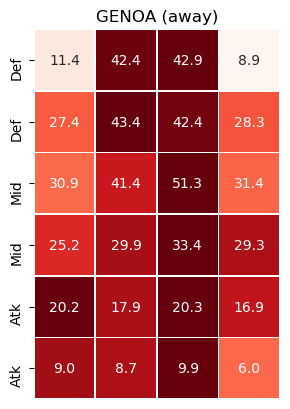 GENOA (away)
Def 11.4 42.4 42.9 8.9
Def 27.4 43.4 42.4 28.3
Mid 30.9 41.4 51.3 31.4
Mid 25.2 29.9 33.4 29.3
Atk 20.2 17.9 20.3 16.9
Atk 9.0 8.7 9.9 6.0